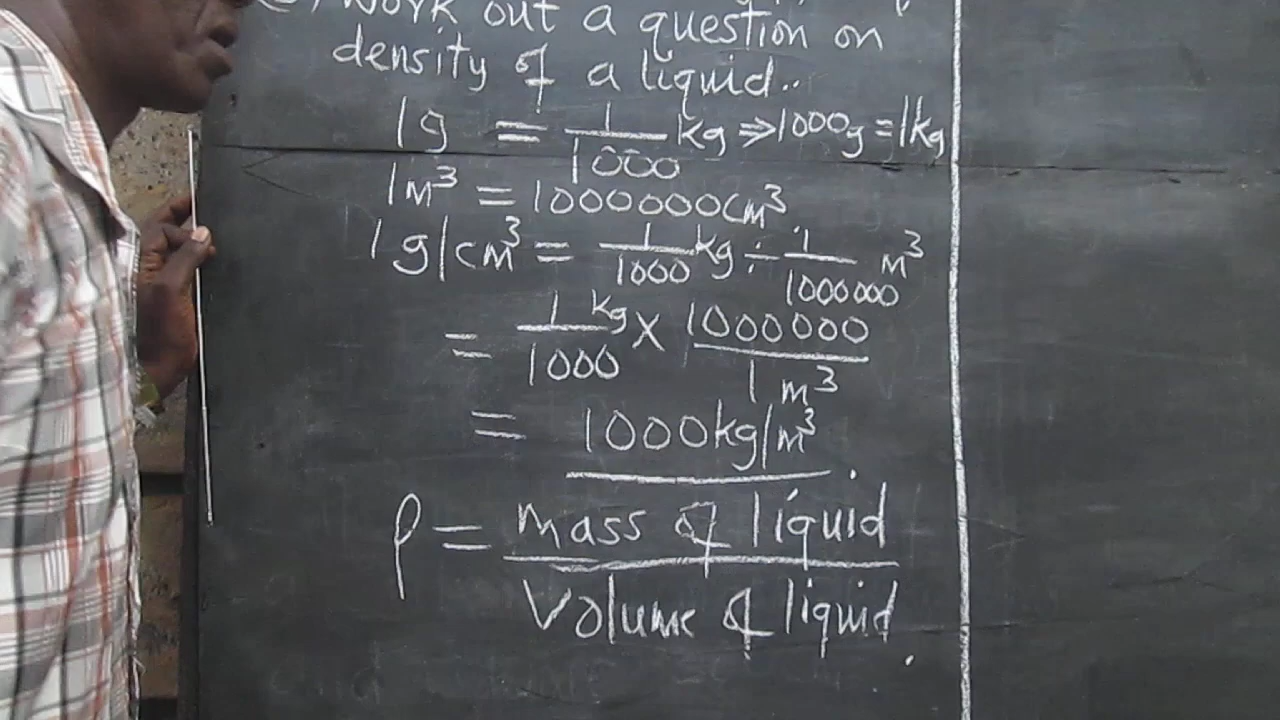 Work out a question on
density of a liquid..
1g = 1/1000 kg ⇒ 1000g = 1kg
1m³ = 1000000cm³
1g/cm³ = 1/1000 kg ÷ 1/1000000 m³
= 1/1000 kg × 1000000/1m³
= 1000kg/m³
ρ = mass of liquid
Volume of liquid.